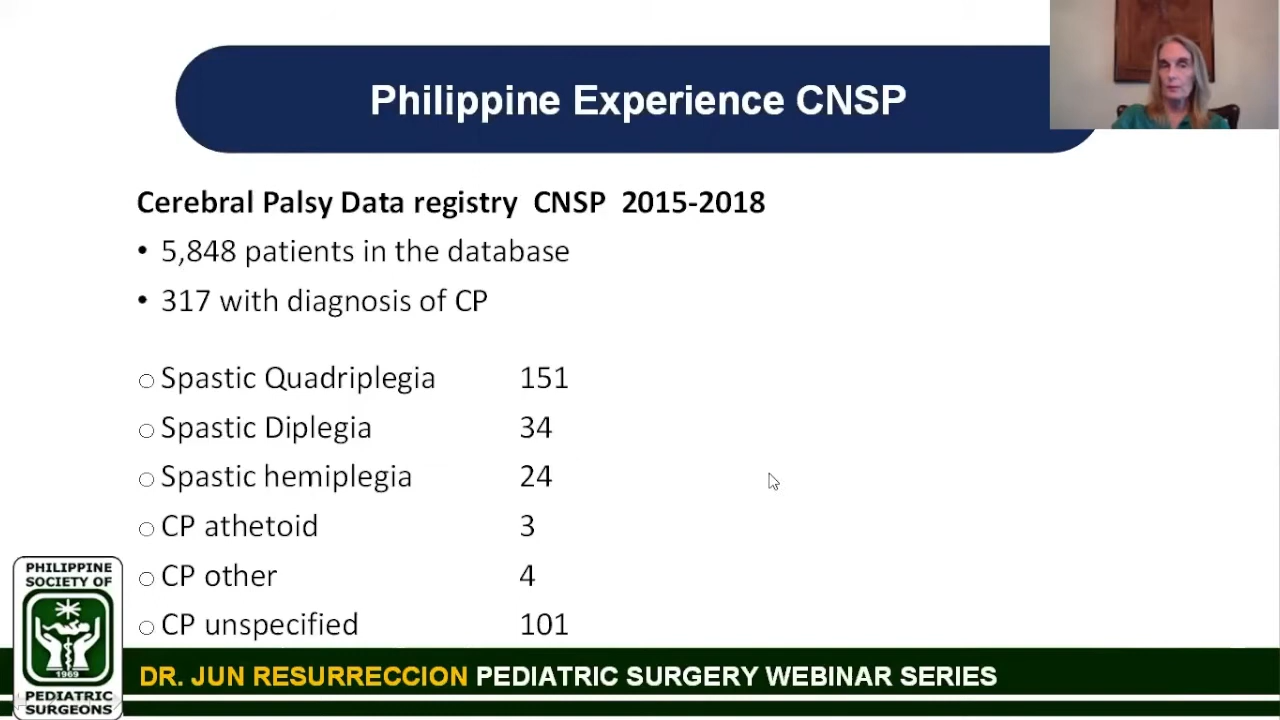 Philippine Experience CNSP
Cerebral Palsy Data registry CNSP 2015-2018
• 5,848 patients in the database
• 317 with diagnosis of CP
○ Spastic Quadriplegia 151
○ Spastic Diplegia 34
○ Spastic hemiplegia 24
○ CP athetoid 3
○ CP other 4
○ CP unspecified 101
PHILIPPINE
SOCIETY OF
1969
PEDIATRIC
SURGEONS
DR. JUN RESURRECCION PEDIATRIC SURGERY WEBINAR SERIES